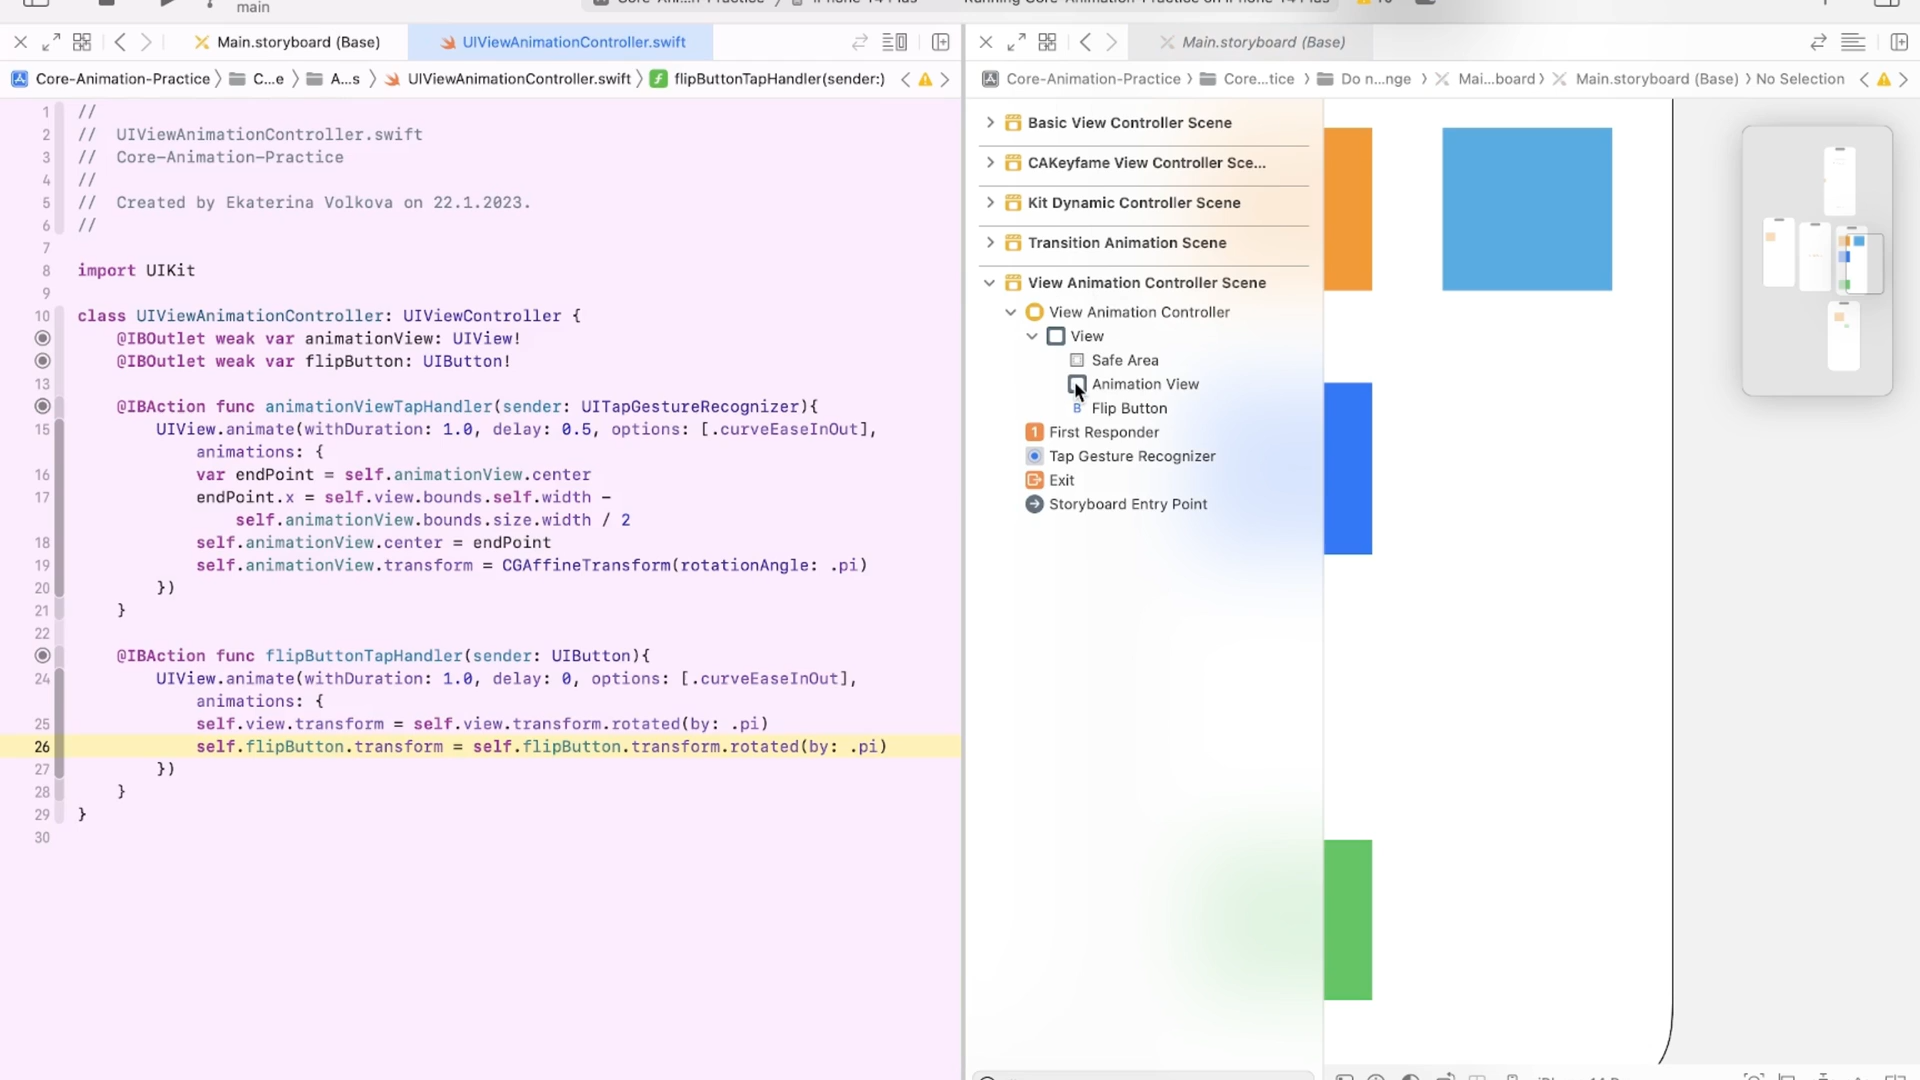 main
Main.storyboard (Base)
UIViewAnimationController.swift
Main.storyboard (Base)
Core-Animation-Practice
C...e
A...s
UIViewAnimationController.swift
flipButtonTapHandler(sender:)
Core-Animation-Practice
Core...tice
Do n...nge
Mai...board
Main.storyboard (Base)
No Selection
1 //
2 // UIViewAnimationController.swift
3 // Core-Animation-Practice
4 //
5 // Created by Ekaterina Volkova on 22.1.2023.
6 //
7
8 import UIKit
9
10 class UIViewAnimationController: UIViewController {
@IBOutlet weak var animationView: UIView!
@IBOutlet weak var flipButton: UIButton!
13
@IBAction func animationViewTapHandler(sender: UITapGestureRecognizer){
15 UIView.animate(withDuration: 1.0, delay: 0.5, options: [.curveEaseInOut],
animations: {
16 var endPoint = self.animationView.center
17 endPoint.x = self.view.bounds.self.width -
self.animationView.bounds.size.width / 2
18 self.animationView.center = endPoint
19 self.animationView.transform = CGAffineTransform(rotationAngle: .pi)
20 })
21 }
22
@IBAction func flipButtonTapHandler(sender: UIButton){
24 UIView.animate(withDuration: 1.0, delay: 0, options: [.curveEaseInOut],
animations: {
25 self.view.transform = self.view.transform.rotated(by: .pi)
26 self.flipButton.transform = self.flipButton.transform.rotated(by: .pi)
27 })
28 }
29 }
30
Basic View Controller Scene
CAKeyfame View Controller Sce...
Kit Dynamic Controller Scene
Transition Animation Scene
View Animation Controller Scene
View Animation Controller
View
Safe Area
Animation View
B Flip Button
1 First Responder
Tap Gesture Recognizer
Exit
Storyboard Entry Point